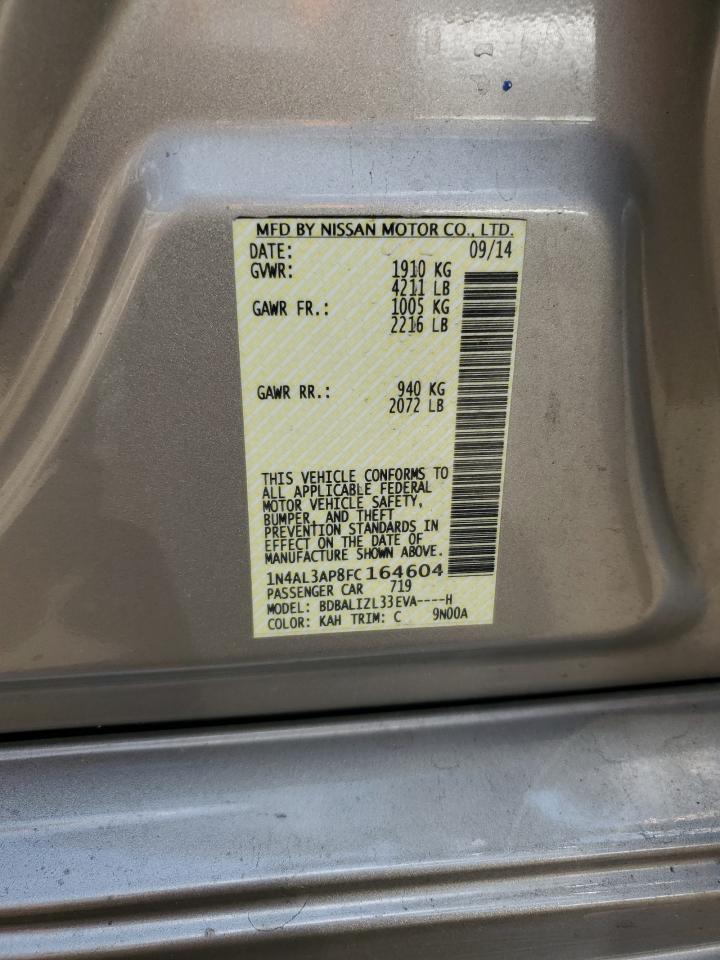 MFD BY NISSAN MOTOR CO., LTD.
DATE: 09/14
GVWR: 1910 KG
4211 LB
GAWR FR.: 1005 KG
2216 LB
GAWR RR.: 940 KG
2072 LB
THIS VEHICLE CONFORMS TO
ALL APPLICABLE FEDERAL
MOTOR VEHICLE SAFETY,
BUMPER, AND THEFT
PREVENTION STANDARDS IN
EFFECT ON THE DATE OF
MANUFACTURE SHOWN ABOVE.
1N4AL3AP8FC164604
PASSENGER CAR 719
MODEL: BDBALIZL33EVA----H
COLOR: KAH TRIM: C 9N00A